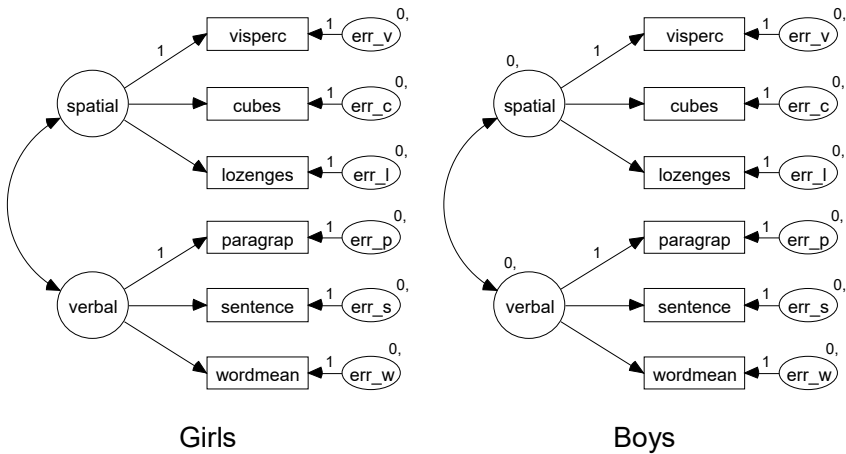 0,
1
visperc
1
err_v
0,
spatial
cubes
1
err_c
0,
lozenges
1
err_l
0,
1
paragrap
1
err_p
0,
verbal
sentence
1
err_s
0,
wordmean
1
err_w
Girls
0,
1
visperc
1
err_v
0,
0,
spatial
cubes
1
err_c
0,
lozenges
1
err_l
0,
1
paragrap
1
err_p
0,
0,
verbal
sentence
1
err_s
0,
wordmean
1
err_w
Boys